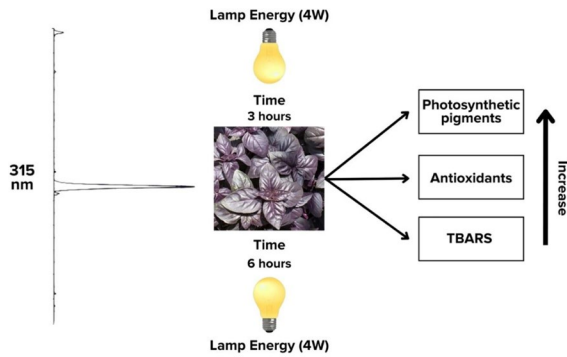 Lamp Energy (4W)
Time
3 hours
315
nm
Photosynthetic
pigments
Antioxidants
TBARS
Increase
Time
6 hours
Lamp Energy (4W)